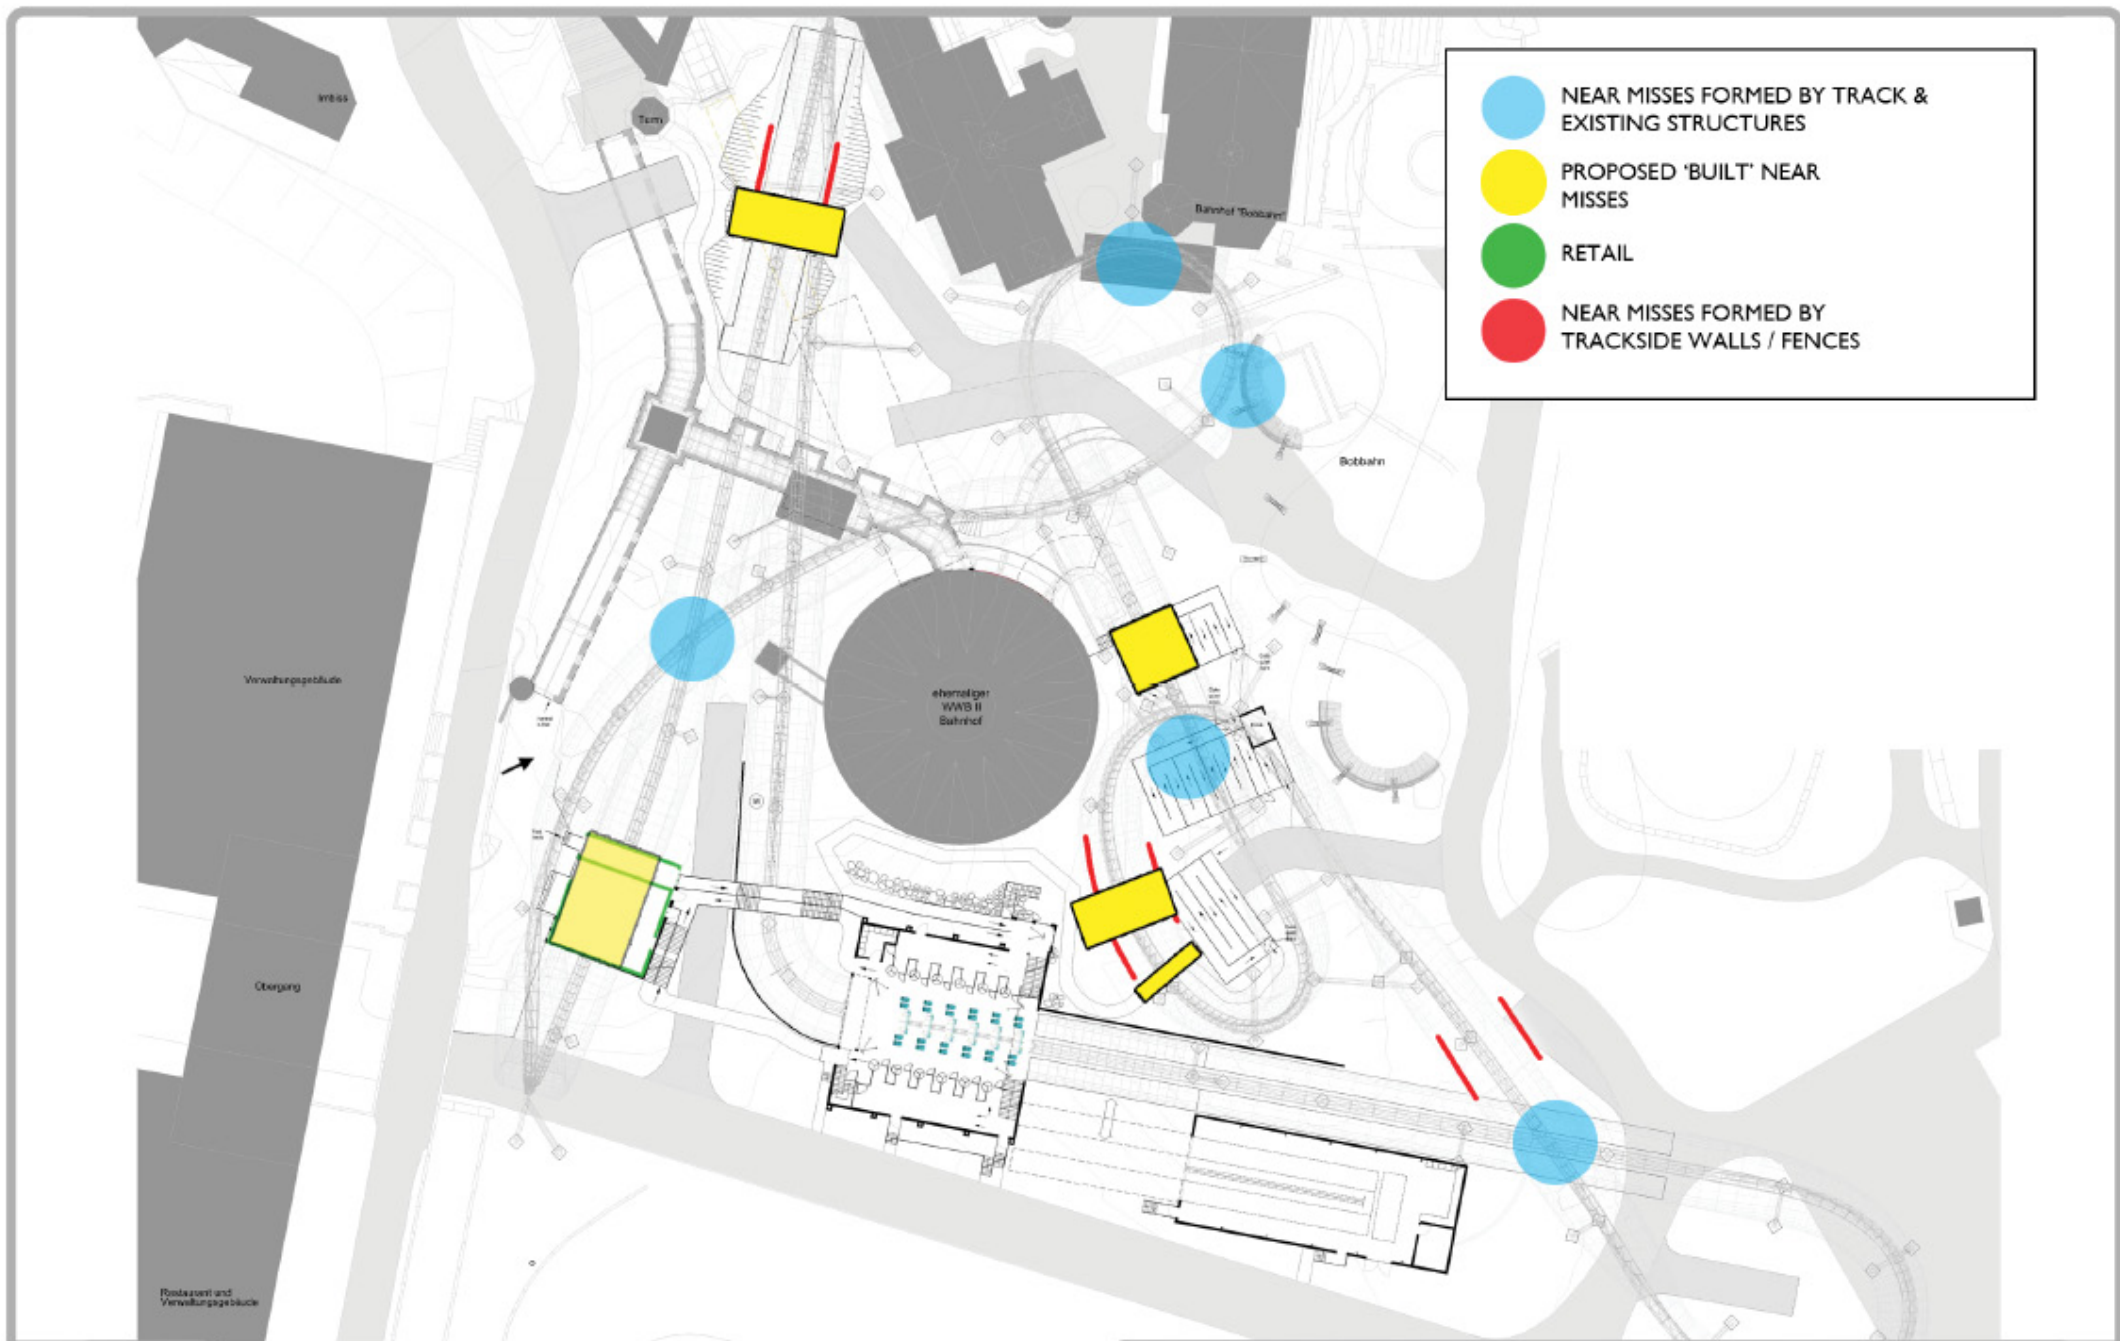 NEAR MISSES FORMED BY TRACK &
EXISTING STRUCTURES
PROPOSED 'BUILT' NEAR
MISSES
RETAIL
NEAR MISSES FORMED BY
TRACKSIDE WALLS / FENCES
Imbiss
Turm
Bahnhof "Bobbahn"
Bobbahn
Verwaltungsgebäude
ehemaliger
WWB II
Bahnhof
Übergang
Restaurant und
Verwaltungsgebäude